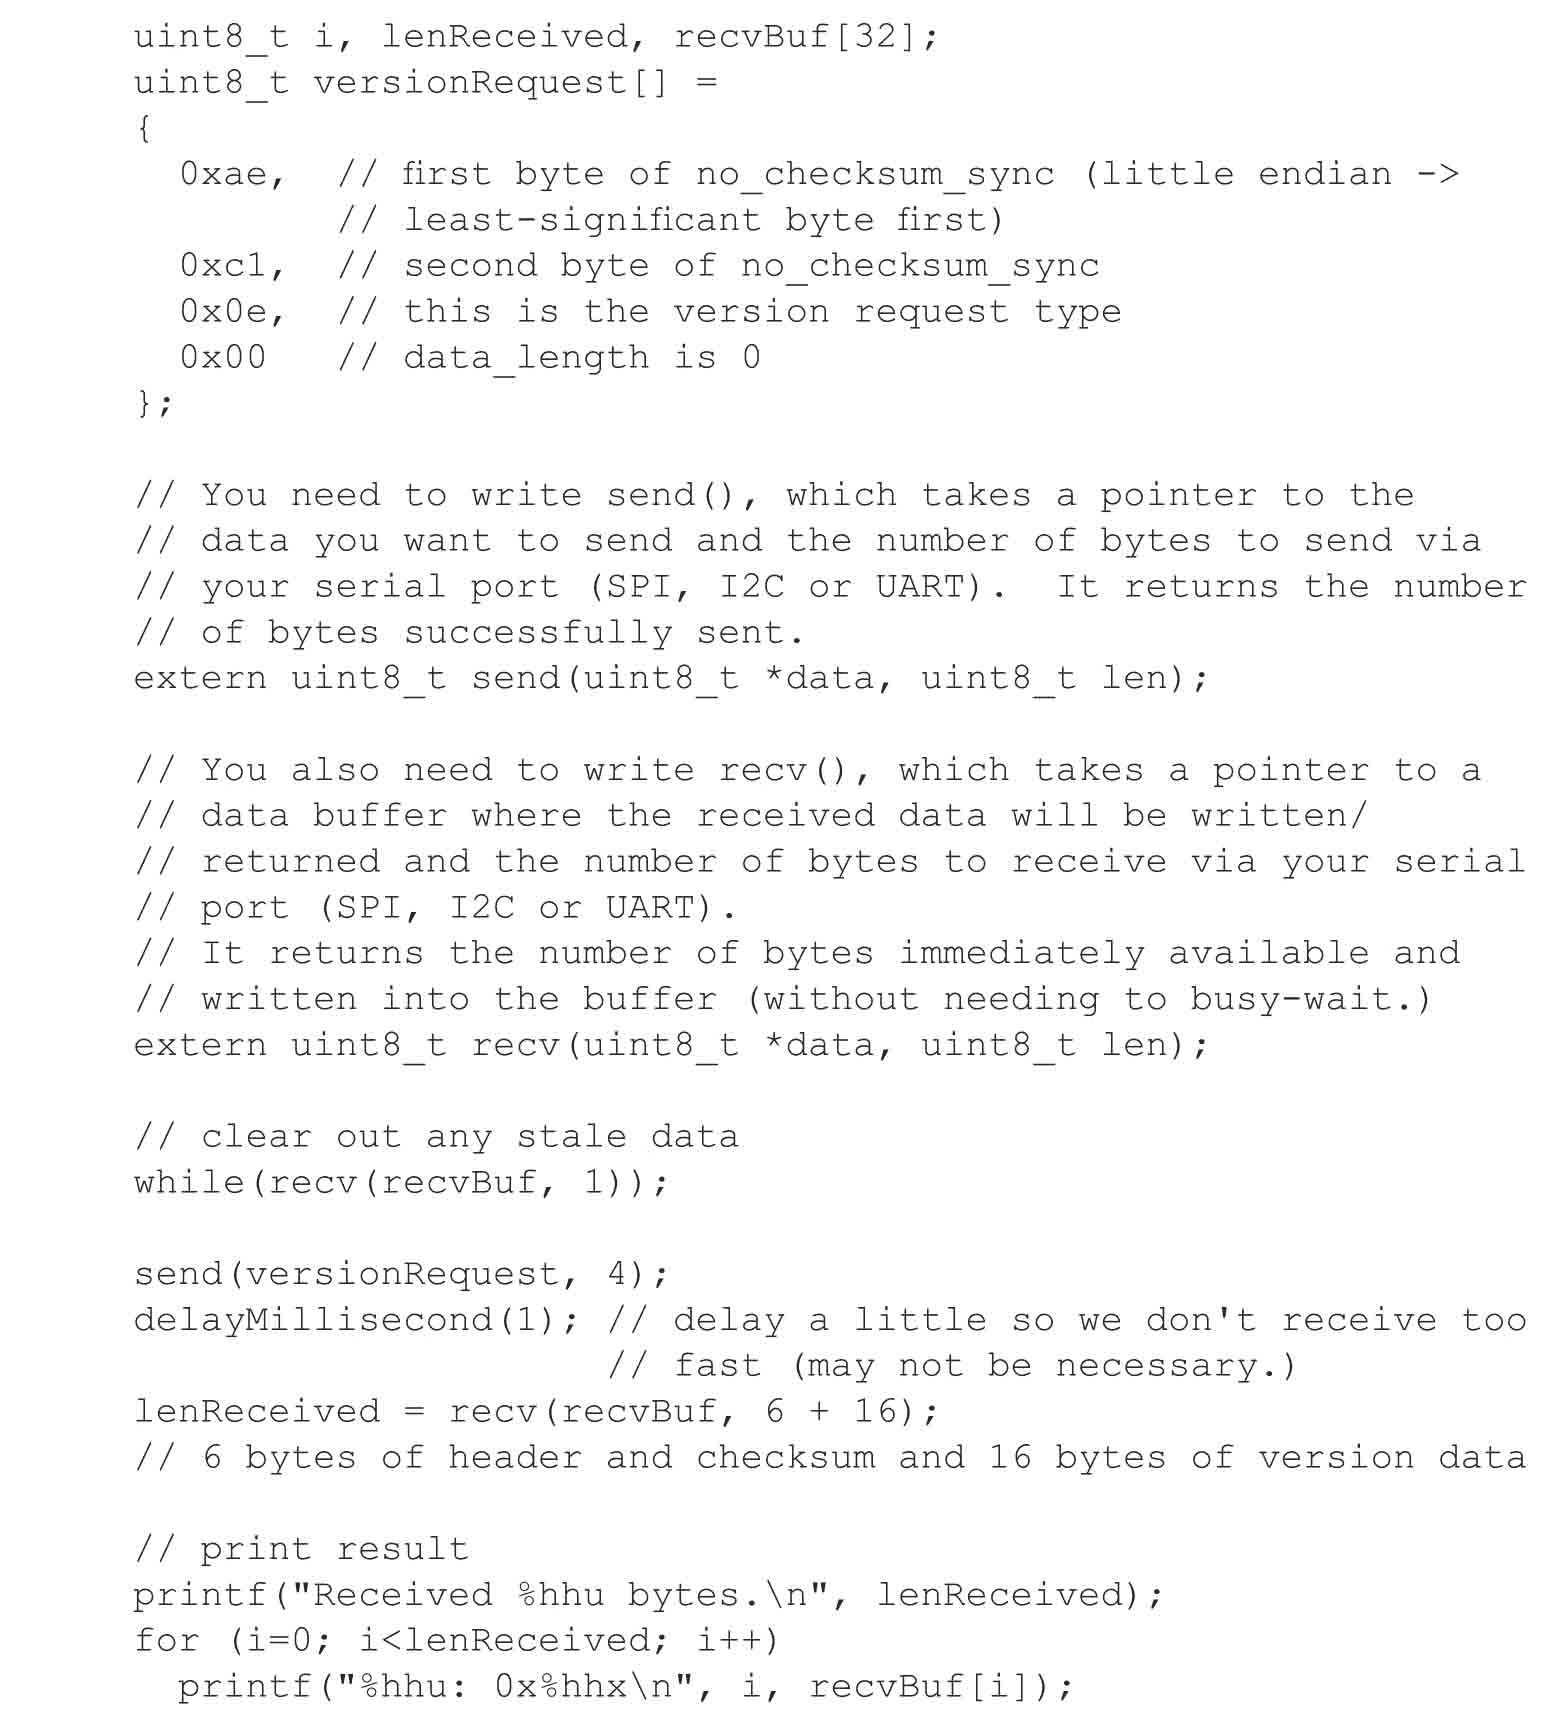 uint8_t i, lenReceived, recvBuf[32];
uint8_t versionRequest[] =
{
  0xae,  // first byte of no_checksum_sync (little endian ->
         // least-significant byte first)
  0xc1,  // second byte of no_checksum_sync
  0x0e,  // this is the version request type
  0x00   // data_length is 0
};

// You need to write send(), which takes a pointer to the
// data you want to send and the number of bytes to send via
// your serial port (SPI, I2C or UART).  It returns the number
// of bytes successfully sent.
extern uint8_t send(uint8_t *data, uint8_t len);

// You also need to write recv(), which takes a pointer to a
// data buffer where the received data will be written/
// returned and the number of bytes to receive via your serial
// port (SPI, I2C or UART).
// It returns the number of bytes immediately available and
// written into the buffer (without needing to busy-wait.)
extern uint8_t recv(uint8_t *data, uint8_t len);

// clear out any stale data
while(recv(recvBuf, 1));

send(versionRequest, 4);
delayMillisecond(1); // delay a little so we don't receive too
                     // fast (may not be necessary.)
lenReceived = recv(recvBuf, 6 + 16);
// 6 bytes of header and checksum and 16 bytes of version data

// print result
printf("Received %hhu bytes.\n", lenReceived);
for (i=0; i<lenReceived; i++)
  printf("%hhu: 0x%hhx\n", i, recvBuf[i]);